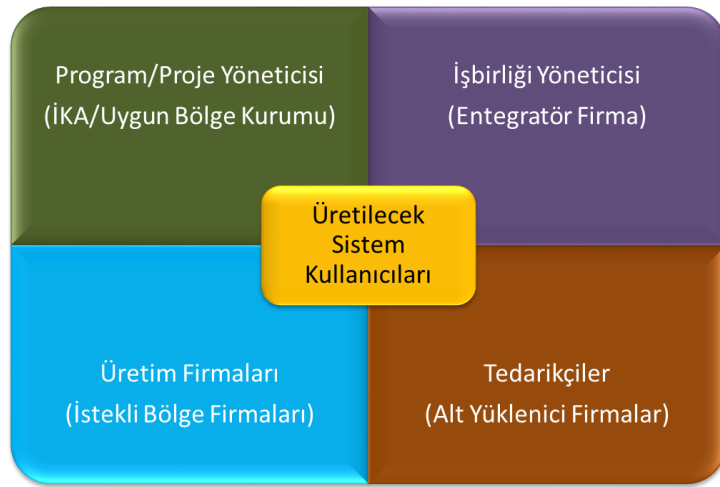 Program/Proje Yöneticisi
(İKA/Uygun Bölge Kurumu)
İşbirliği Yöneticisi
(Entegratör Firma)
Üretilecek
Sistem
Kullanıcıları
Üretim Firmaları
(İstekli Bölge Firmaları)
Tedarikçiler
(Alt Yüklenici Firmalar)